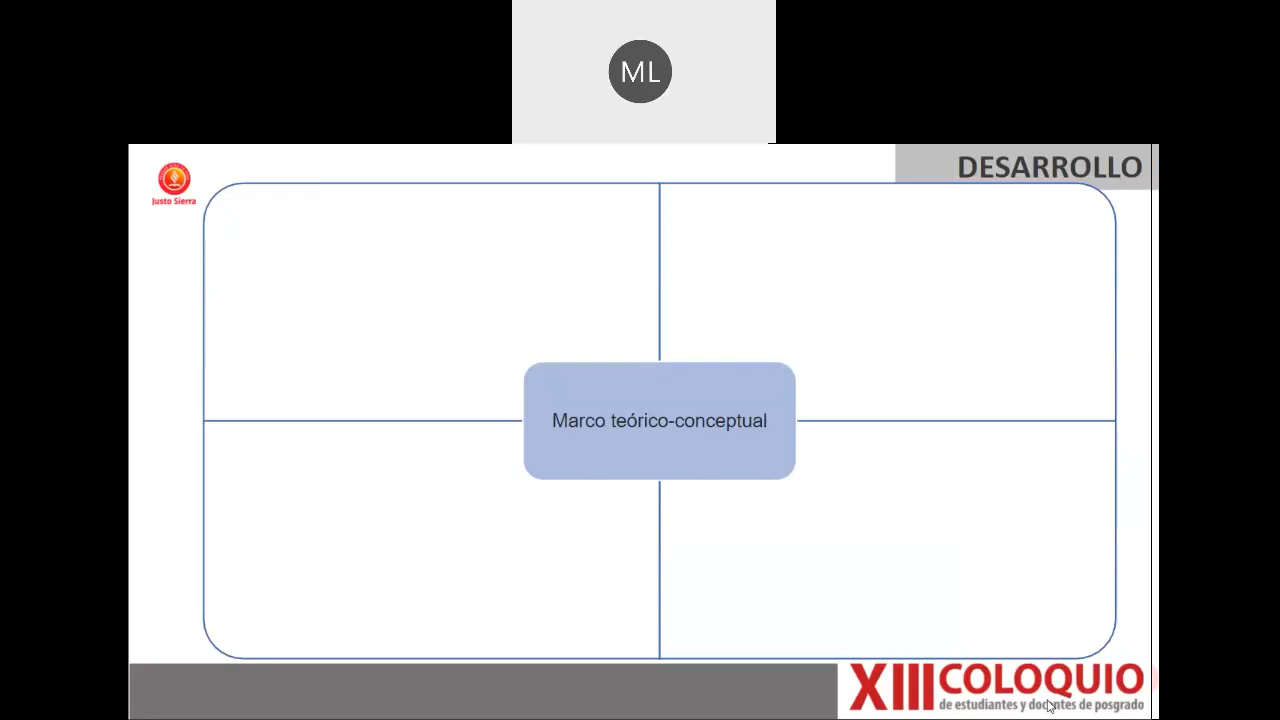 ML
DESARROLLO
Justo Sierra
Marco teórico-conceptual
XIII COLOQUIO
de estudiantes y docentes de posgrado